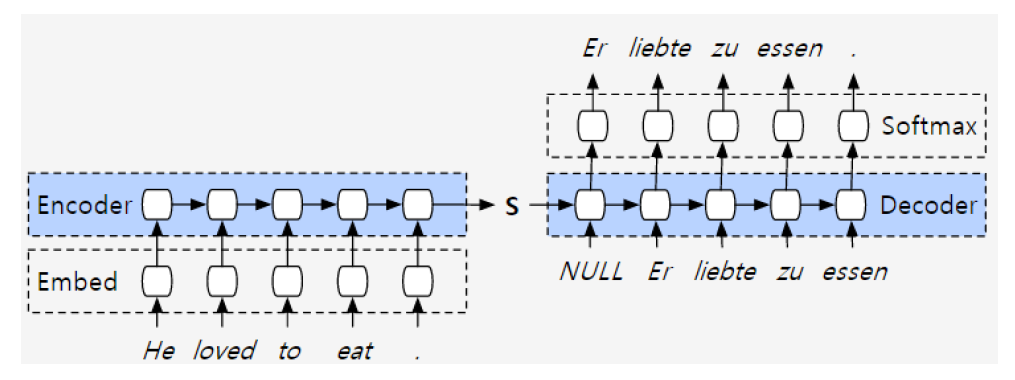 Er liebte zu essen .
Softmax
Encoder
S
Decoder
NULL Er liebte zu essen
Embed
He loved to eat .